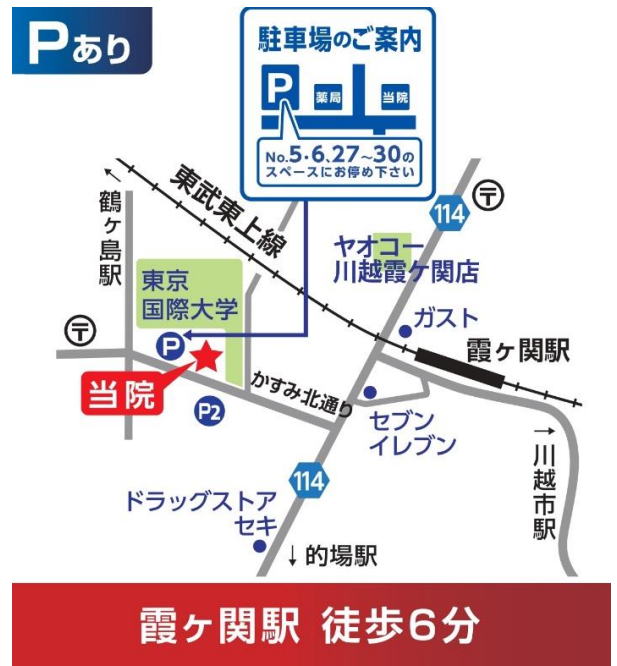 Pあり
駐車場のご案内
P
薬局
当院
No.5・6、27～30の
スペースにお停め下さい
東武東上線
114
〒
鶴ヶ島駅
ヤオコー
川越霞ヶ関店
東京
国際大学
ガスト
〒
P
霞ヶ関駅
当院
かすみ北通り
P2
セブン
イレブン
→川越市駅
114
ドラッグストア
セキ
↓的場駅
霞ヶ関駅 徒歩6分